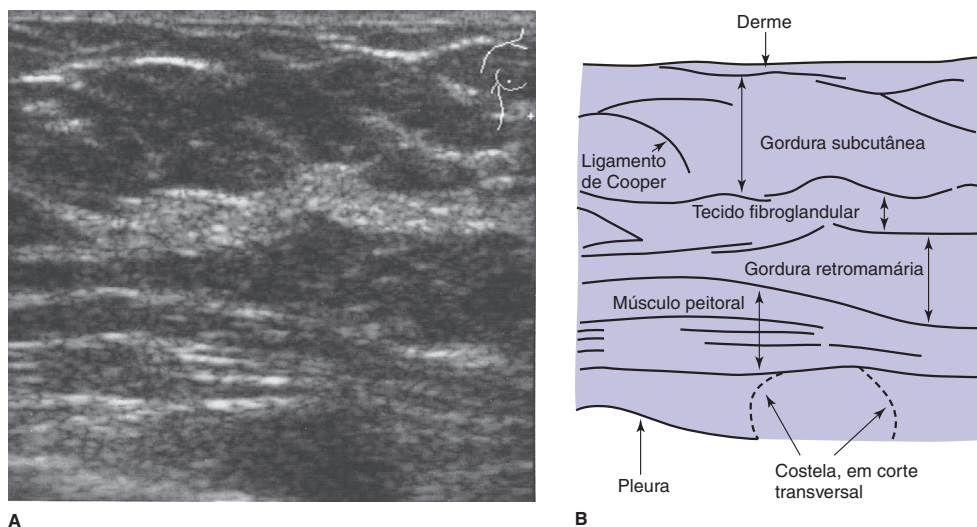 Derme
Gordura subcutânea
Ligamento
de Cooper
Tecido fibroglandular
Gordura retromamária
Músculo peitoral
Pleura
Costela, em corte
transversal
A
B